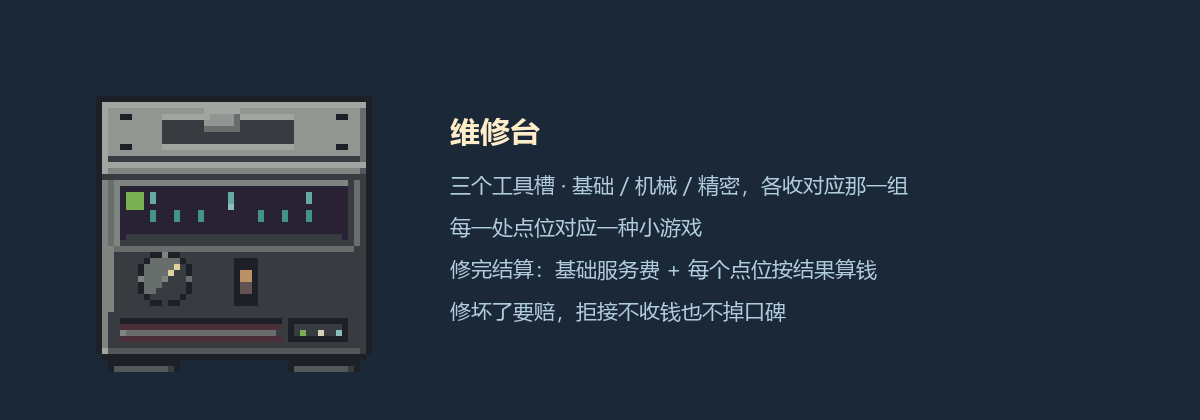 维修台
三个工具槽 · 基础 / 机械 / 精密，各收对应那一组
每一处点位对应一种小游戏
修完结算：基础服务费 + 每个点位按结果算钱
修坏了要赔，拒接不收钱也不掉口碑